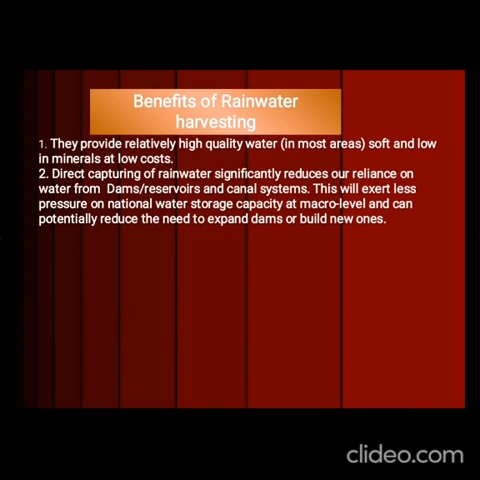 Benefits of Rainwater
harvesting
1. They provide relatively high quality water (in most areas) soft and low
in minerals at low costs.
2. Direct capturing of rainwater significantly reduces our reliance on
water from Dams/reservoirs and canal systems. This will exert less
pressure on national water storage capacity at macro-level and can
potentially reduce the need to expand dams or build new ones.
clideo.com